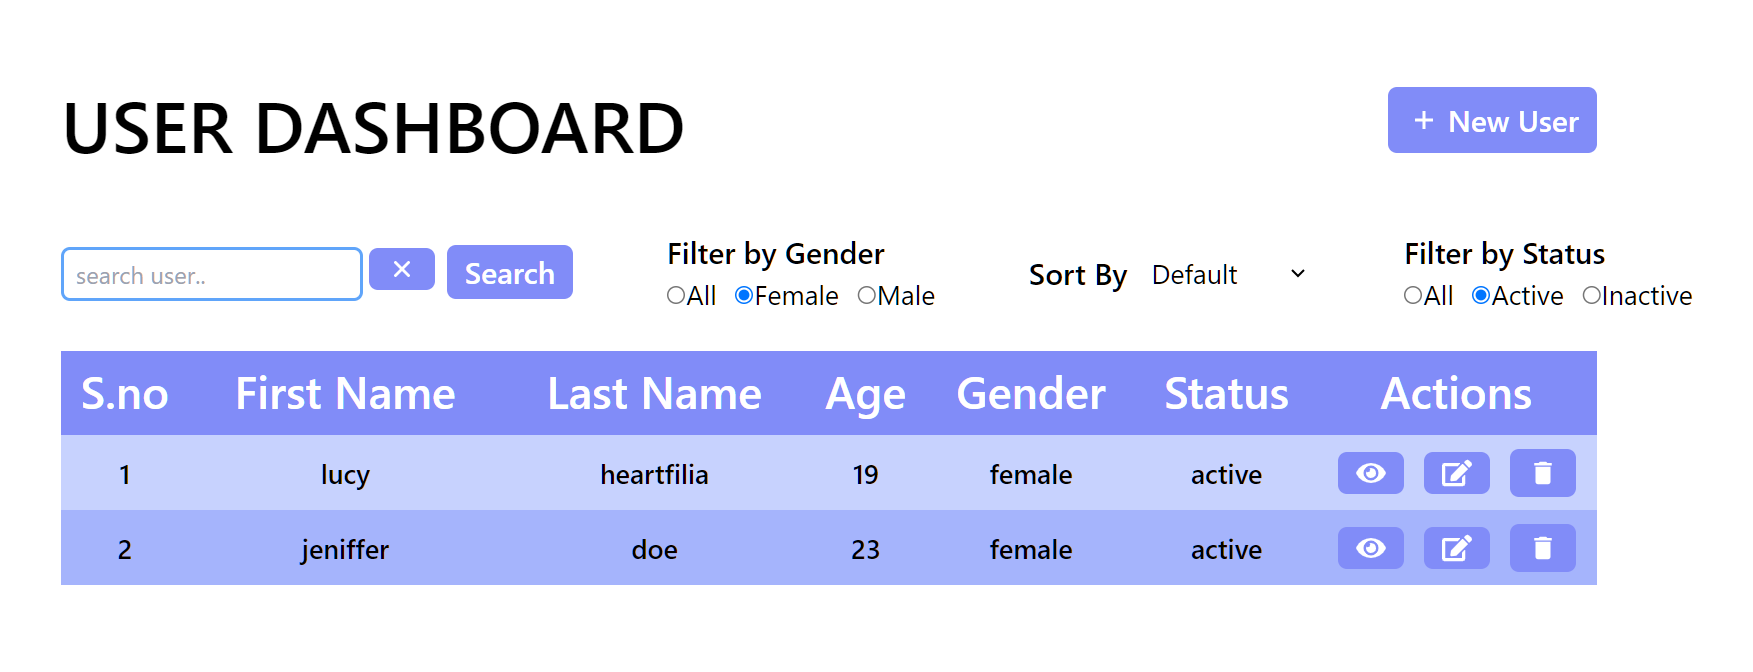 USER DASHBOARD
+ New User
search user..
Search
Filter by Gender
All Female Male
Sort By Default
Filter by Status
All Active Inactive
S.no First Name Last Name Age Gender Status Actions
1 lucy heartfilia 19 female active
2 jeniffer doe 23 female active